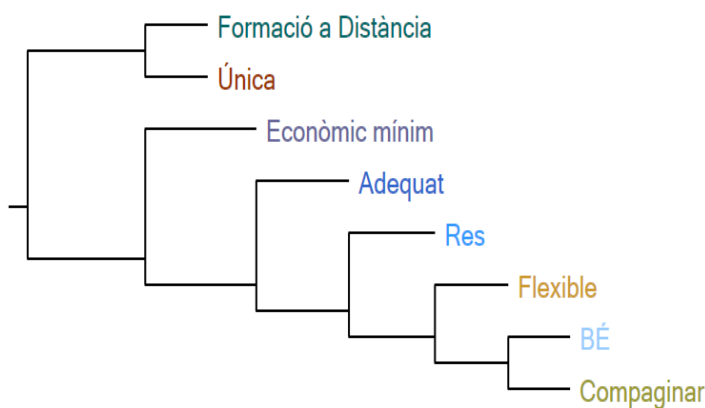 Formació a Distància
Única
Econòmic mínim
Adequat
Res
Flexible
BÉ
Compaginar